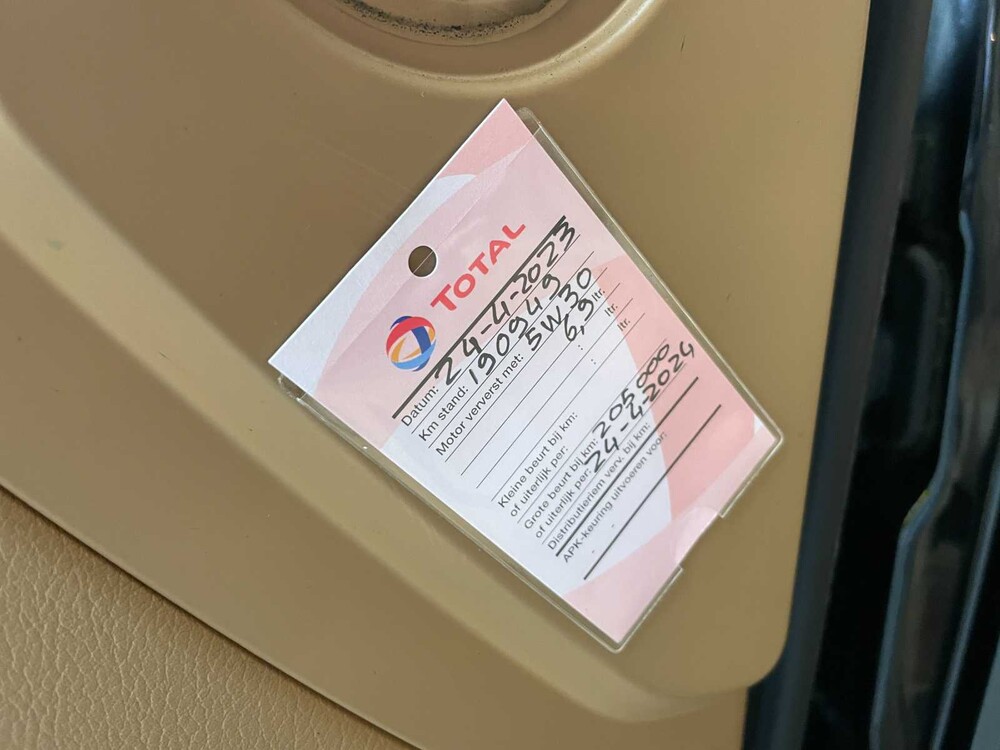 TOTAL
Datum: 24-4-2023
Km stand: 190949
Motor ververst met: 5W30
: 6,9 ltr.
: ltr.
ltr.
Kleine beurt bij km:
of uiterlijk per:
Grote beurt bij km: 205.000
of uiterlijk per: 24-4-2024
Distributieriem verv. bij km:
APK-keuring uitvoeren voor: